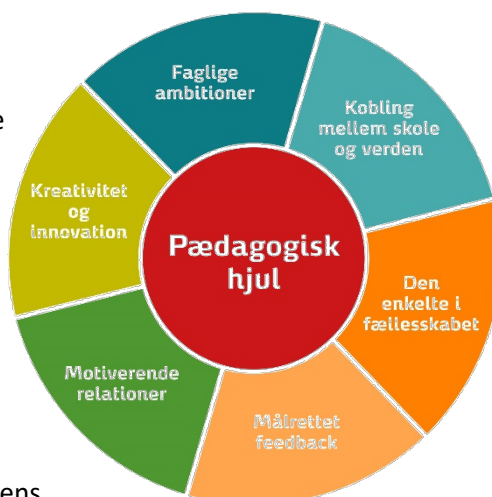 Faglige
ambitioner
Kobling
mellem skole
og verden
e
Kreativitet
og
innovation
Pædagogisk
hjul
Den
enkelte i
fællesskabet
Motiverende
relationer
Målrettet
feedback
ens